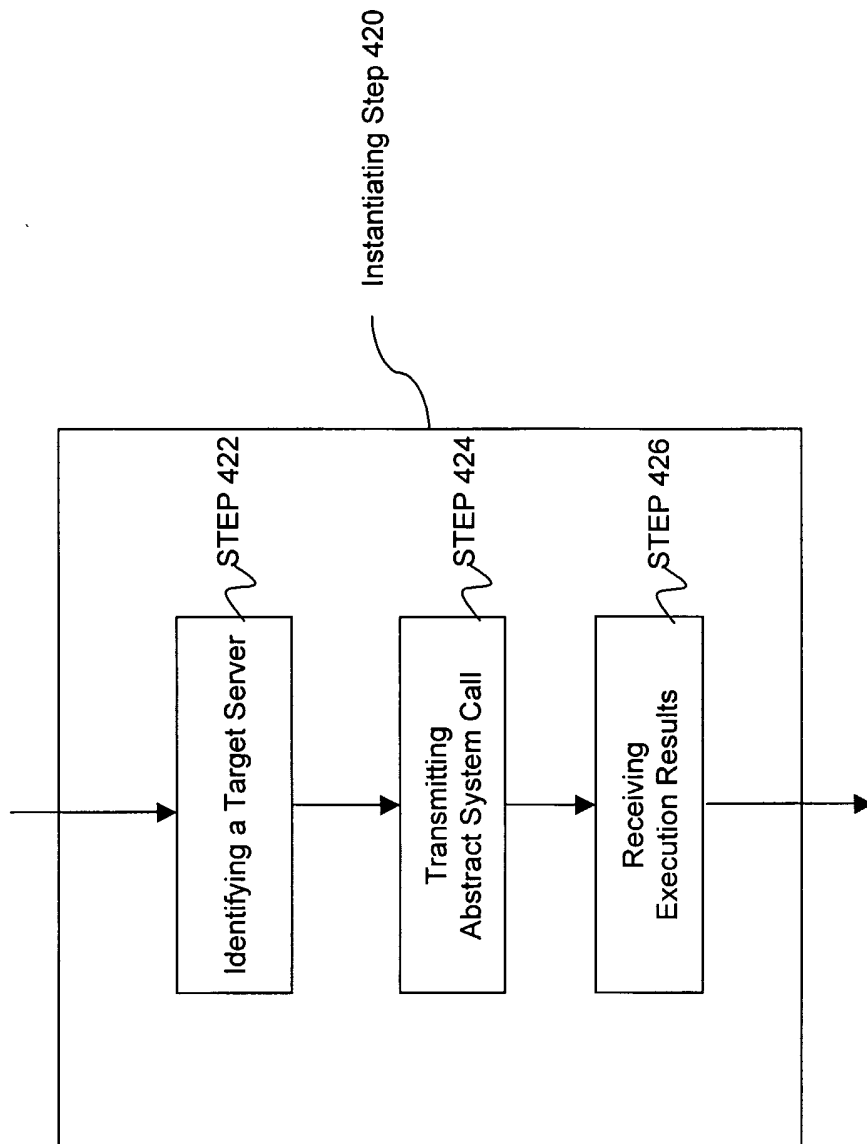 Instantiating Step 420
STEP 422
Identifying a Target Server
STEP 424
Transmitting
Abstract System Call
STEP 426
Receiving
Execution Results